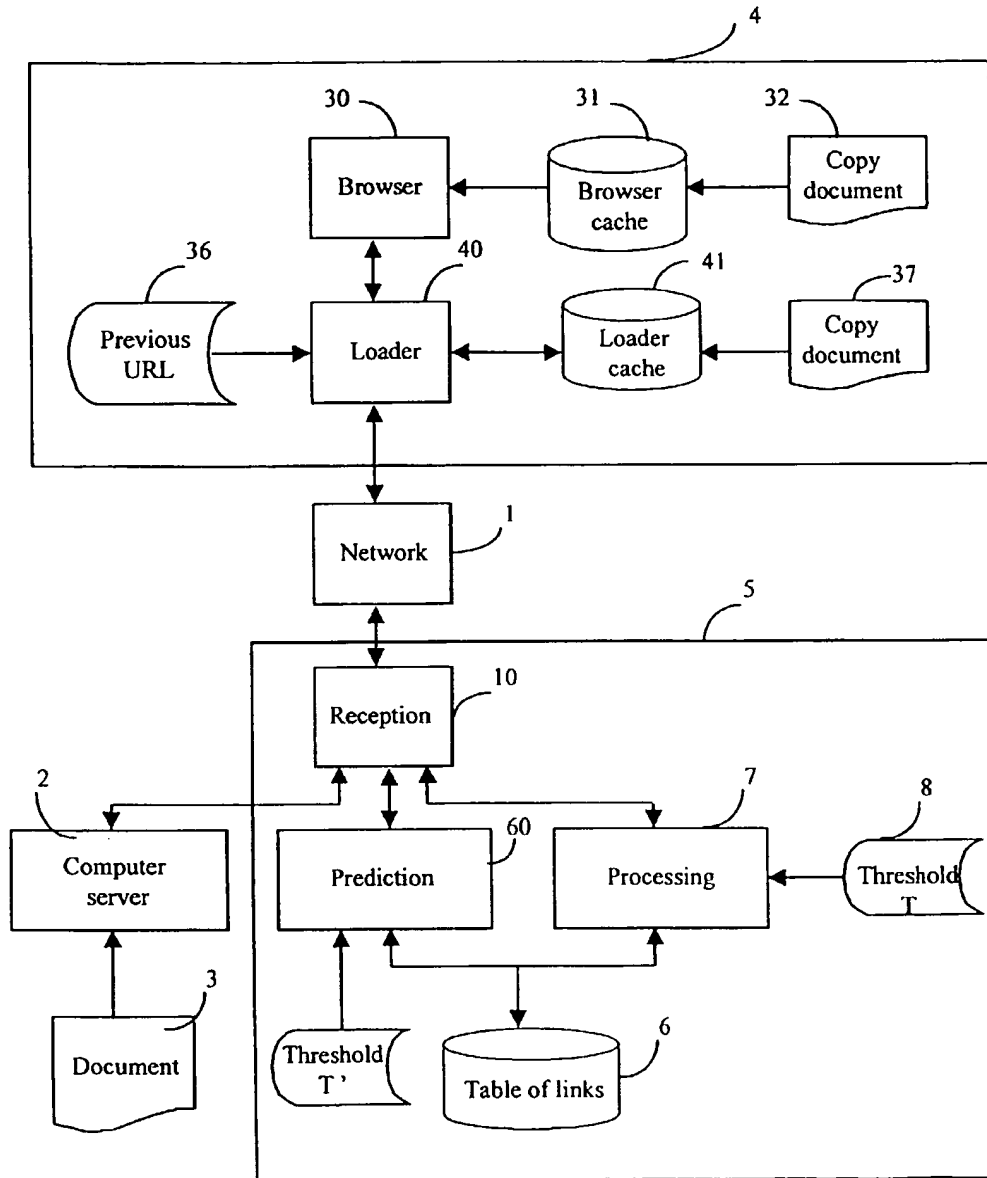 4
30
31
32
Browser
Browser
cache
Copy
document
36
40
41
37
Previous
URL
Loader
Loader
cache
Copy
document
1
Network
5
10
Reception
2
7
8
60
Computer
server
Prediction
Processing
Threshold
T
3
Document
Threshold
T '
6
Table of links